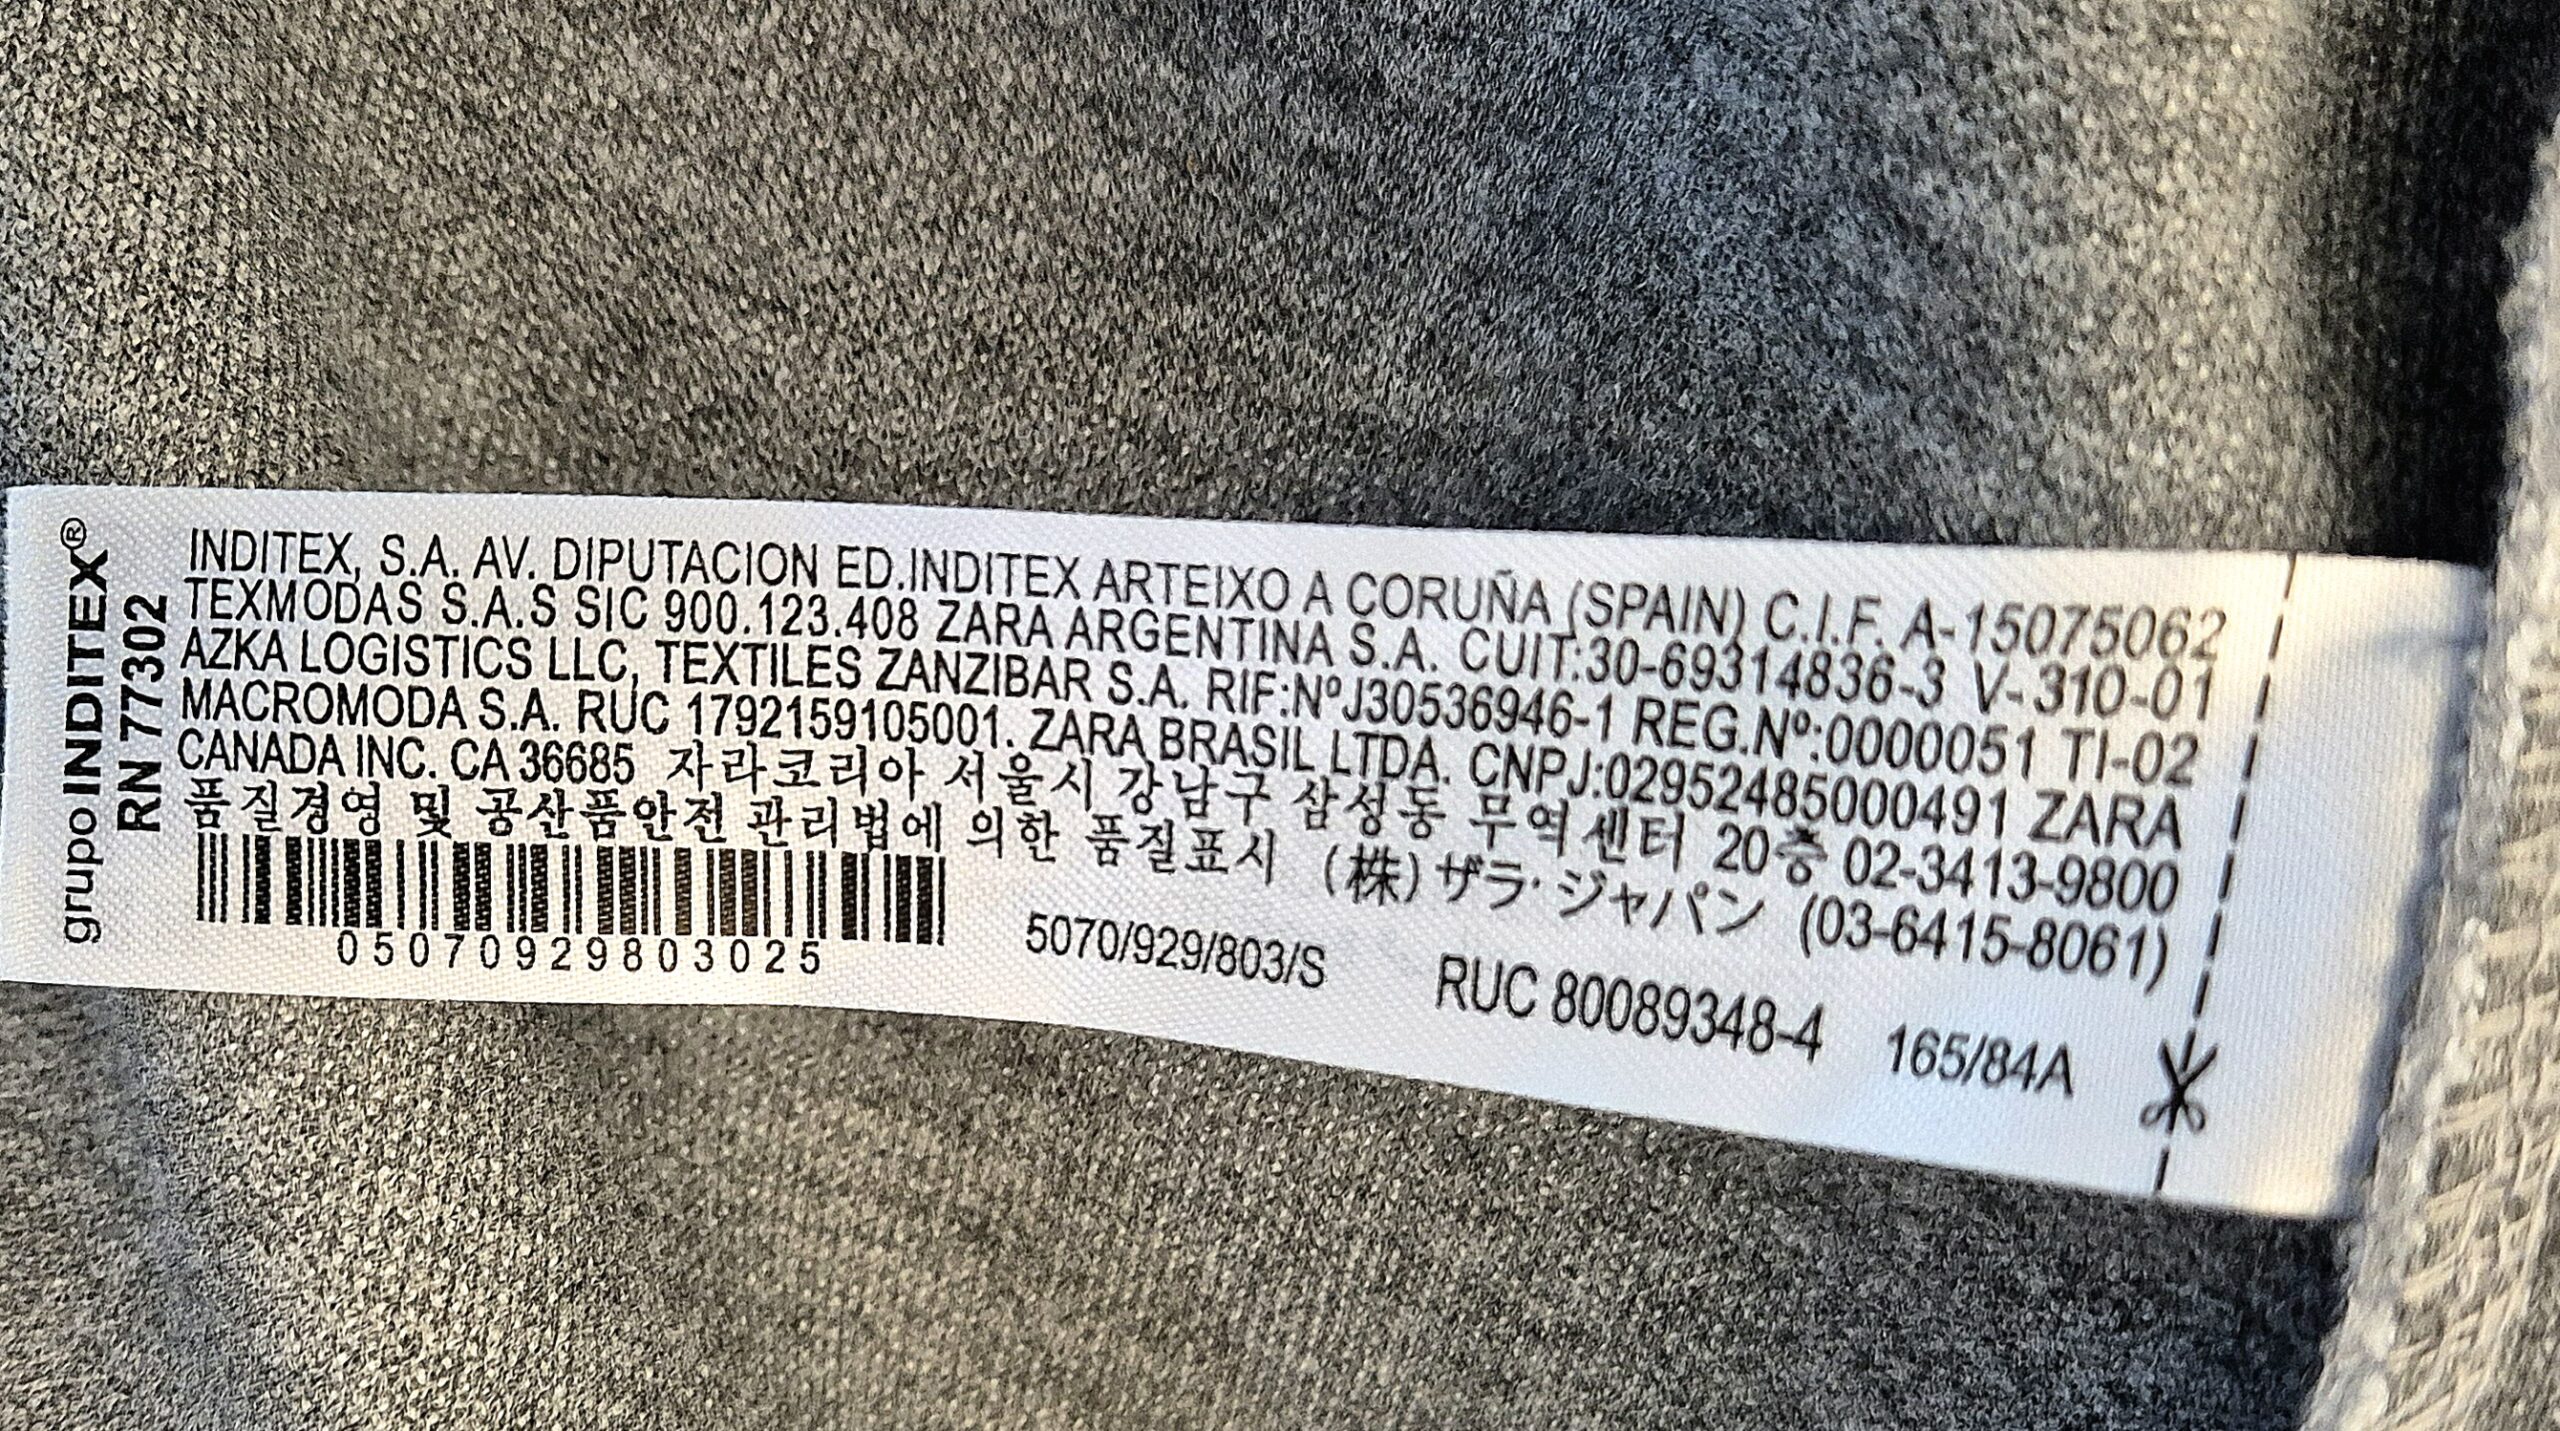 grupo INDITEX®
RN 77302
INDITEX, S.A. AV. DIPUTACION ED.INDITEX ARTEIXO A CORUÑA (SPAIN) C.I.F. A-15075062
TEXMODAS S.A.S SIC 900.123.408 ZARA ARGENTINA S.A. CUIT:30-69314836-3 V-310-01
AZKA LOGISTICS LLC, TEXTILES ZANZIBAR S.A. RIF:NºJ30536946-1 REG.Nº:0000051 TI-02
MACROMODA S.A. RUC 1792159105001. ZARA BRASIL LTDA. CNPJ:02952485000491 ZARA
CANADA INC. CA 36685 자라코리아 서울시 강남구 삼성동 무역센터 20층 02-3413-9800
품질경영 및 공산품안전 관리법에 의한 품질표시 (株)ザラ・ジャパン (03-6415-8061)
05070929803025 5070/929/803/S RUC 80089348-4 165/84A